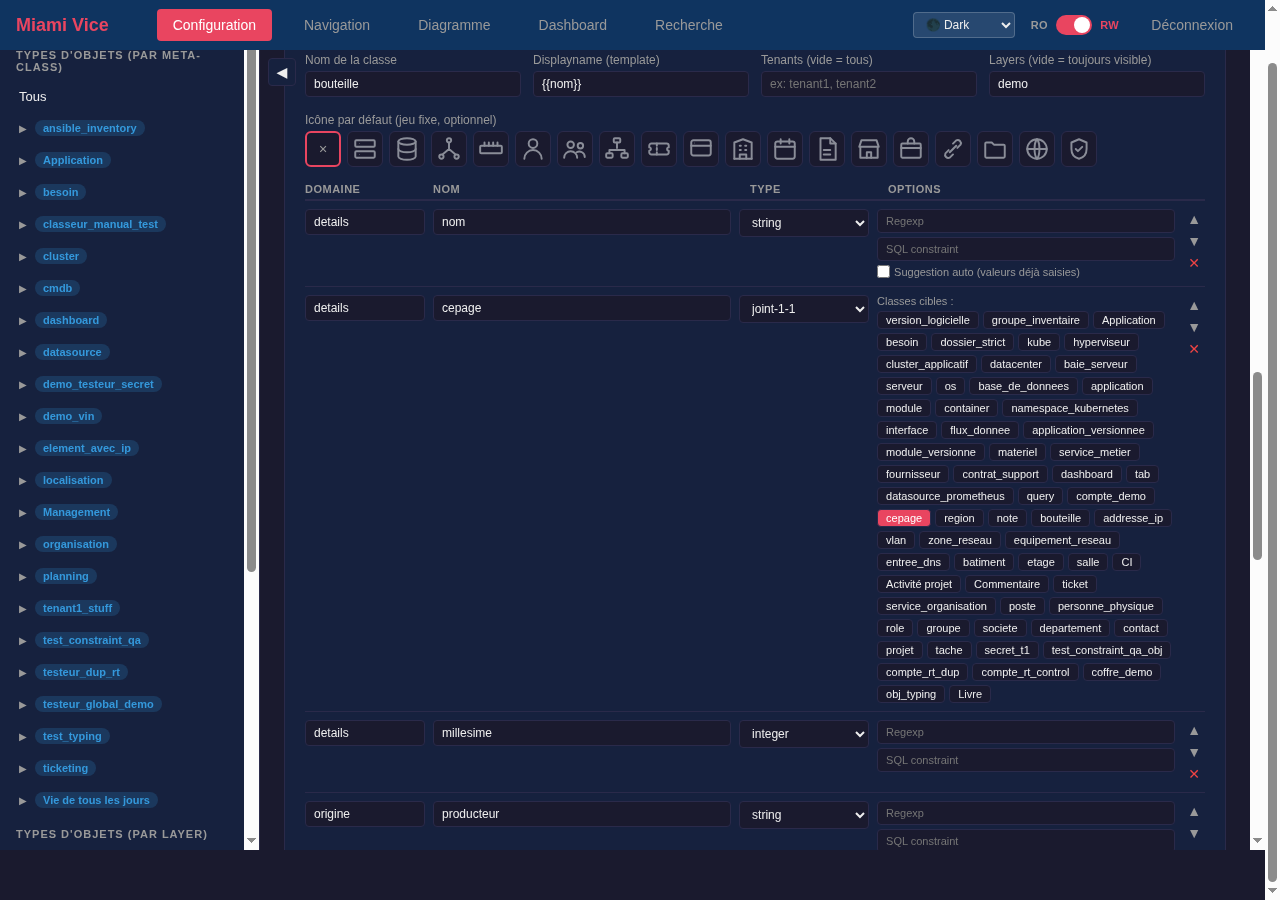 Miami Vice
Configuration
Navigation
Diagramme
Dashboard
Recherche
Dark
RO
RW
Déconnexion
TYPES D'OBJETS (PAR META-
CLASS)
Tous
▶ ansible_inventory
▶ Application
▶ besoin
▶ classeur_manual_test
▶ cluster
▶ cmdb
▶ dashboard
▶ datasource
▶ demo_testeur_secret
▶ demo_vin
▶ element_avec_ip
▶ localisation
▶ Management
▶ organisation
▶ planning
▶ tenant1_stuff
▶ test_constraint_qa
▶ testeur_dup_rt
▶ testeur_global_demo
▶ test_typing
▶ ticketing
▶ Vie de tous les jours
TYPES D'OBJETS (PAR LAYER)
◀
Nom de la classe
bouteille
Displayname (template)
{{nom}}
Tenants (vide = tous)
ex: tenant1, tenant2
Layers (vide = toujours visible)
demo
Icône par défaut (jeu fixe, optionnel)
×
DOMAINE NOM TYPE OPTIONS
details nom string
Regexp
SQL constraint
Suggestion auto (valeurs déjà saisies)
▲
▼
✕
details cepage joint-1-1
Classes cibles :
version_logicielle groupe_inventaire Application
besoin dossier_strict kube hyperviseur
cluster_applicatif datacenter baie_serveur
serveur os base_de_donnees application
module container namespace_kubernetes
interface flux_donnee application_versionnee
module_versionne materiel service_metier
fournisseur contrat_support dashboard tab
datasource_prometheus query compte_demo
cepage region note bouteille addresse_ip
vlan zone_reseau equipement_reseau
entree_dns batiment etage salle CI
Activité projet Commentaire ticket
service_organisation poste personne_physique
role groupe societe departement contact
projet tache secret_t1 test_constraint_qa_obj
compte_rt_dup compte_rt_control coffre_demo
obj_typing Livre
▲
▼
✕
details millesime integer
Regexp
SQL constraint
▲
▼
✕
origine producteur string
Regexp
SQL constraint
▲
▼